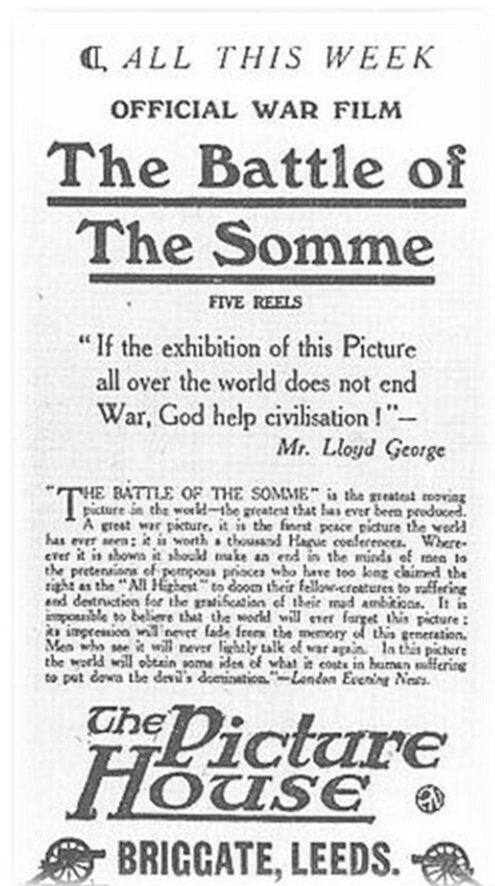 ALL THIS WEEK
OFFICIAL WAR FILM
The Battle of
The Somme
FIVE REELS
“If the exhibition of this Picture
all over the world does not end
War, God help civilisation!”—
Mr. Lloyd George
“THE BATTLE OF THE SOMME” is the greatest moving
picture in the world—the greatest that has ever been produced.
A great war picture, it is the finest peace picture the world
has ever seen; it is worth a thousand Hague conferences. Where-
ever it is shown it should make an end in the minds of men to
the pretensions of pompous princes who have too long claimed the
right as the “All Highest” to doom their fellow-creatures to suffering
and destruction for the gratification of their mad ambitions. It is
impossible to believe that the world will ever forget this picture;
its impression will never fade from the memory of this generation.
Men who see it will never lightly talk of war again. In this picture
the world will obtain some idea of what it costs in human suffering
to put down the devil's domination.”—London Evening News.
The Picture
House
BRIGGATE, LEEDS.